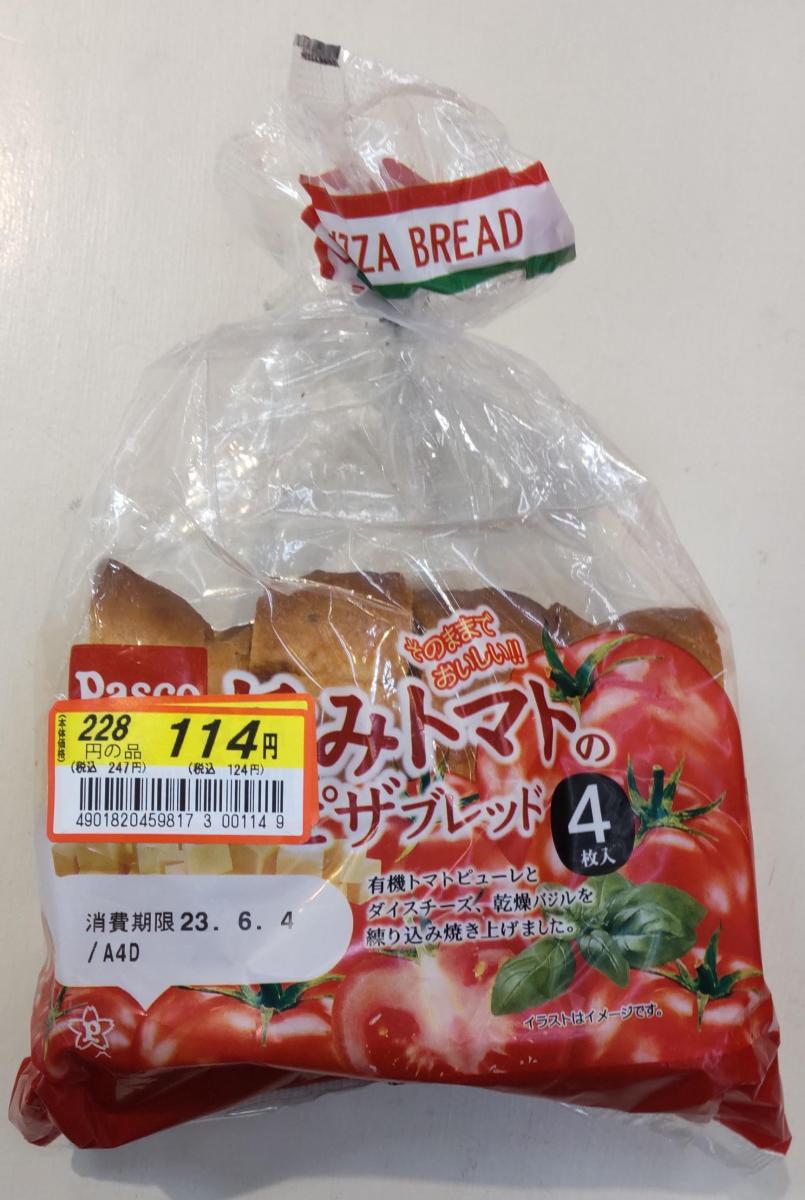 ZZA BREAD
そのままで
おいしい!!
Pasco
みトマトの
ピザブレッド
4
枚入
(本体価格)
228
円の品
114円
(税込 247円)
(税込 124円)
4901820459817 3 00114 9
有機トマトピューレと
ダイスチーズ、乾燥バジルを
練り込み焼き上げました。
消費期限 23. 6. 4
/A4D
イラストはイメージです。